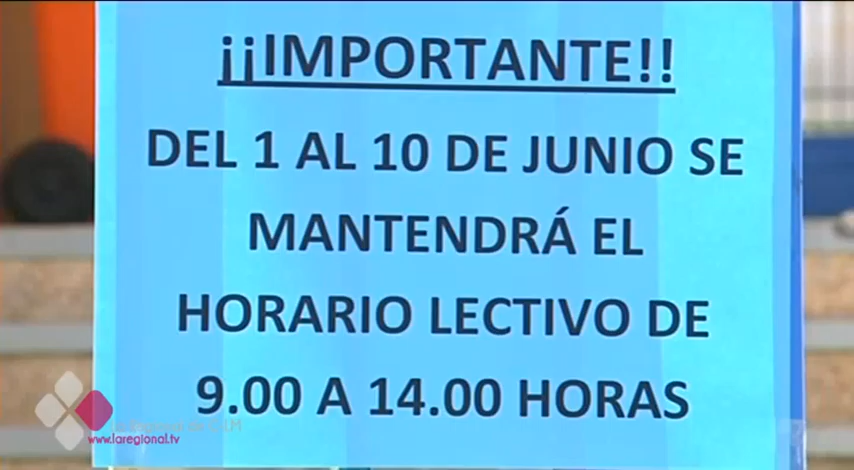 ¡¡IMPORTANTE!!
DEL 1 AL 10 DE JUNIO SE
MANTENDRÁ EL
HORARIO LECTIVO DE
9.00 A 14.00 HORAS
www.laregional.tv